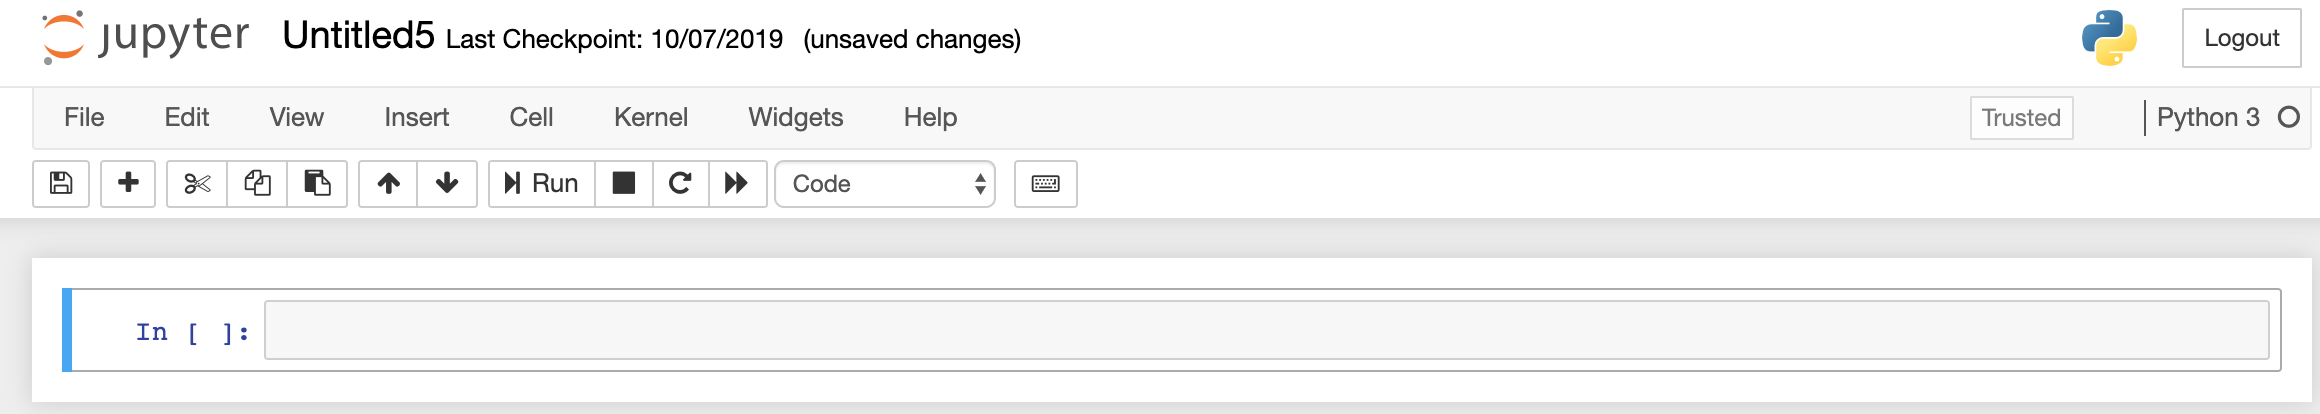 jupyter Untitled5 Last Checkpoint: 10/07/2019 (unsaved changes) Logout
File Edit View Insert Cell Kernel Widgets Help Trusted Python 3
Run Code
In [ ]: